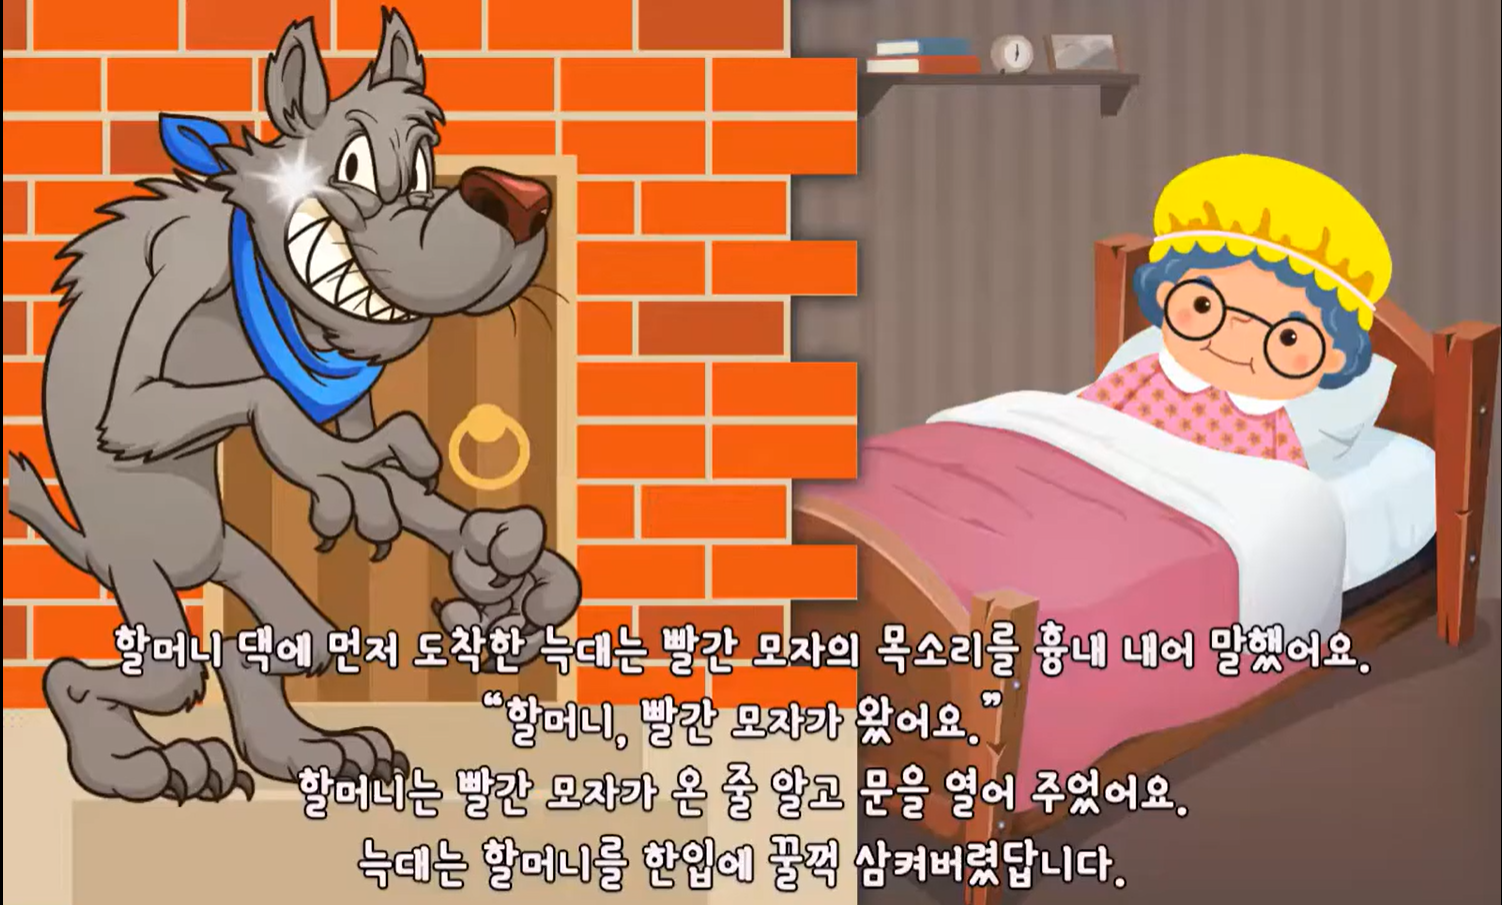 할머니 댁에 먼저 도착한 늑대는 빨간 모자의 목소리를 흉내 내어 말했어요.
“할머니, 빨간 모자가 왔어요.”
할머니는 빨간 모자가 온 줄 알고 문을 열어 주었어요.
늑대는 할머니를 한입에 꿀꺽 삼켜버렸답니다.